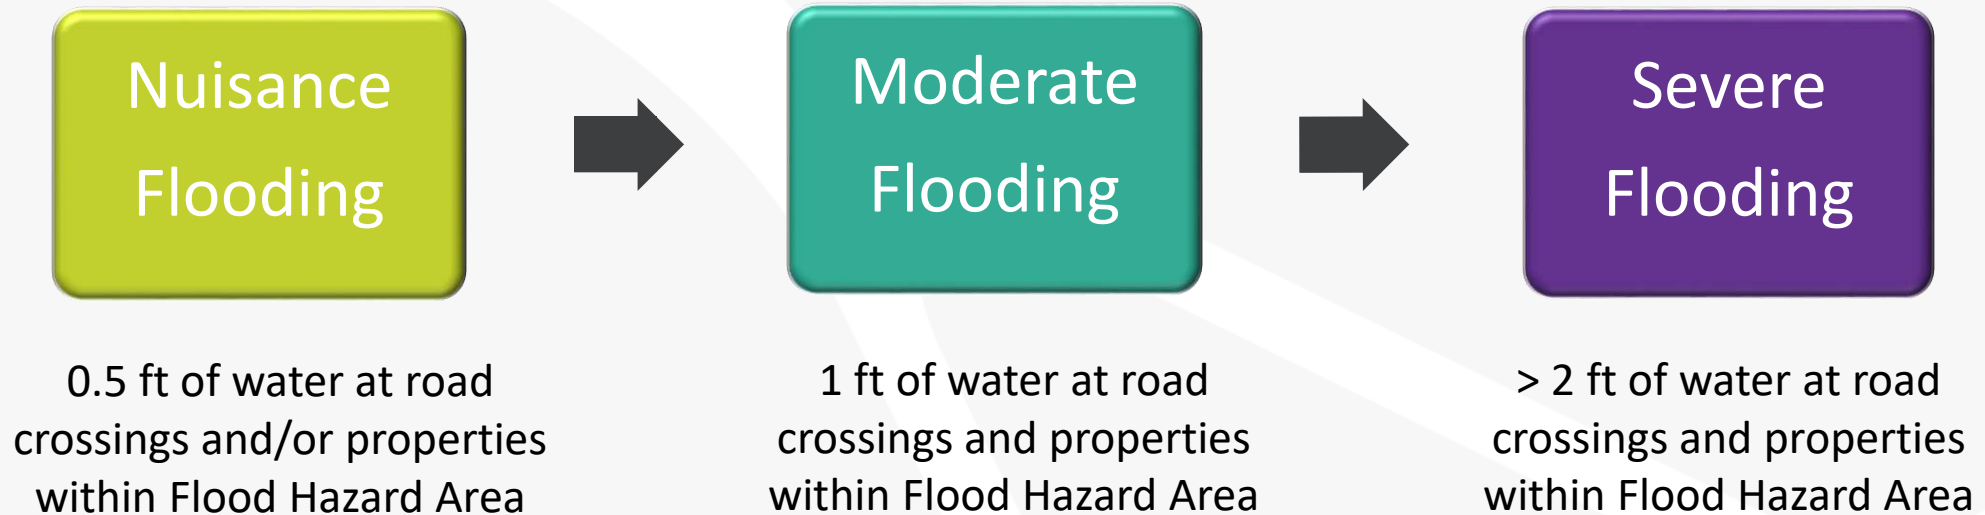 Nuisance
Flooding
0.5 ft of water at road
crossings and/or properties
within Flood Hazard Area
Moderate
Flooding
1 ft of water at road
crossings and properties
within Flood Hazard Area
Severe
Flooding
> 2 ft of water at road
crossings and properties
within Flood Hazard Area